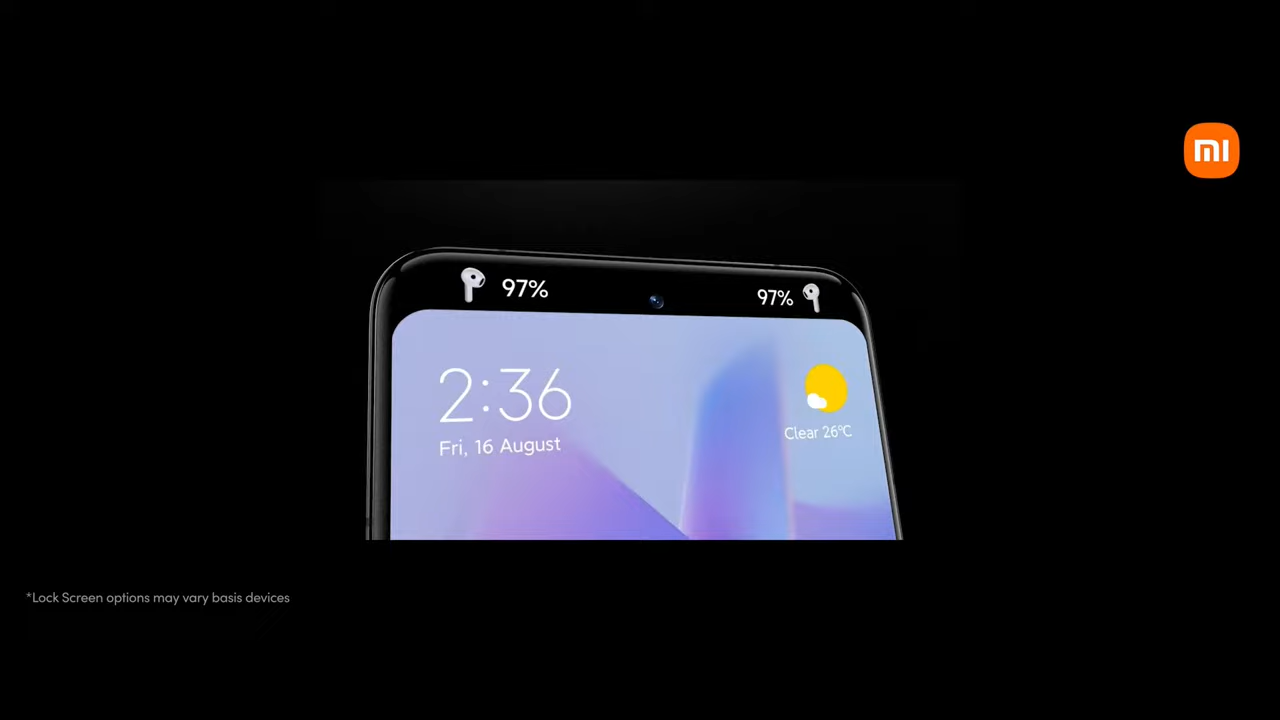 mi
97%
97%
2:36
Fri, 16 August
Clear 26°C
*Lock Screen options may vary basis devices